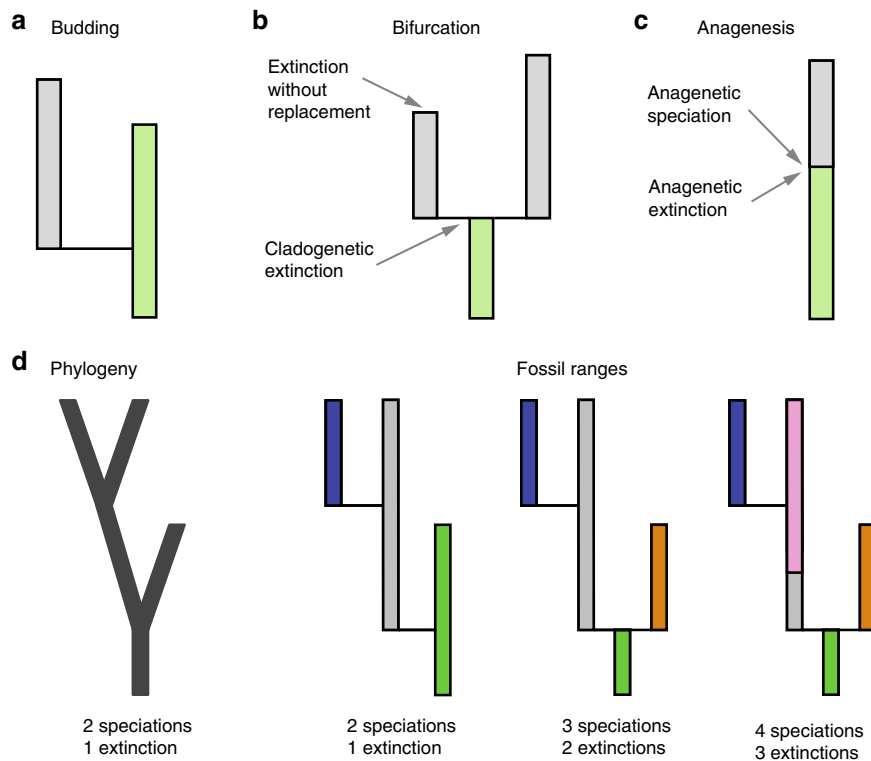 a Budding
b Bifurcation
c Anagenesis
Extinction
without
replacement
Cladogenetic
extinction
Anagenetic
speciation
Anagenetic
extinction
d Phylogeny
Fossil ranges
2 speciations
1 extinction
2 speciations
1 extinction
3 speciations
2 extinctions
4 speciations
3 extinctions